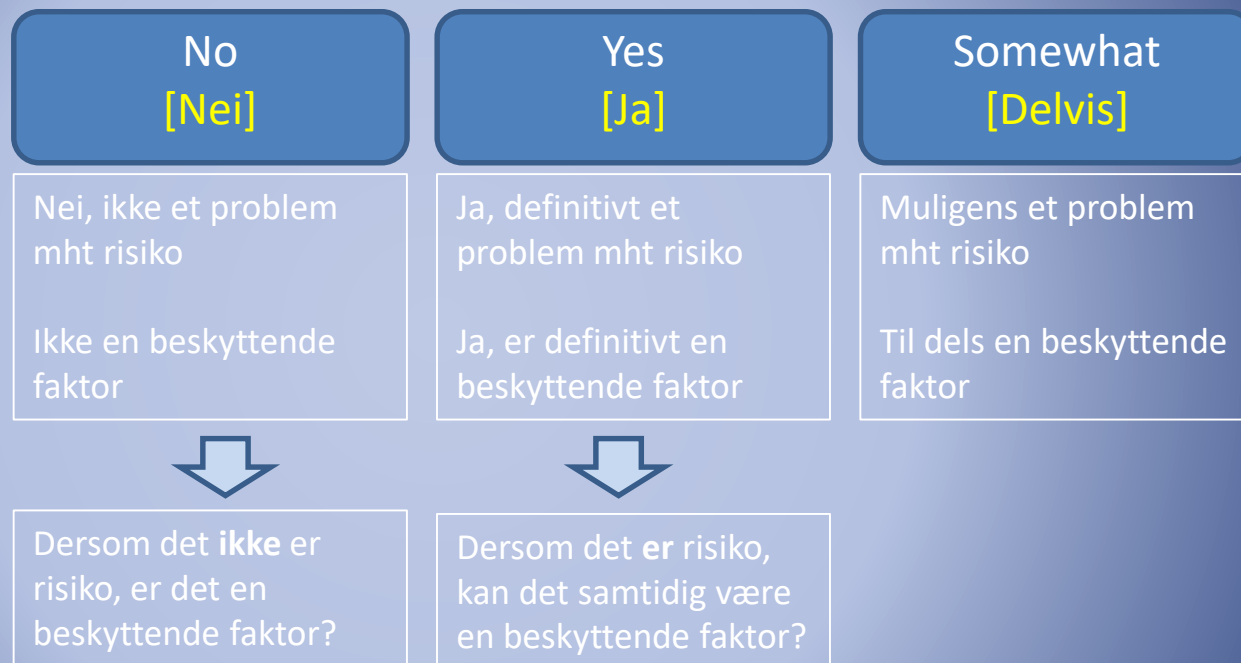 No
[Nei]
Nei, ikke et problem
mht risiko
Ikke en beskyttende
faktor
Dersom det ikke er
risiko, er det en
beskyttende faktor?
Yes
[Ja]
Ja, definitivt et
problem mht risiko
Ja, er definitivt en
beskyttende faktor
Dersom det er risiko,
kan det samtidig være
en beskyttende faktor?
Somewhat
[Delvis]
Muligens et problem
mht risiko
Til dels en beskyttende
faktor